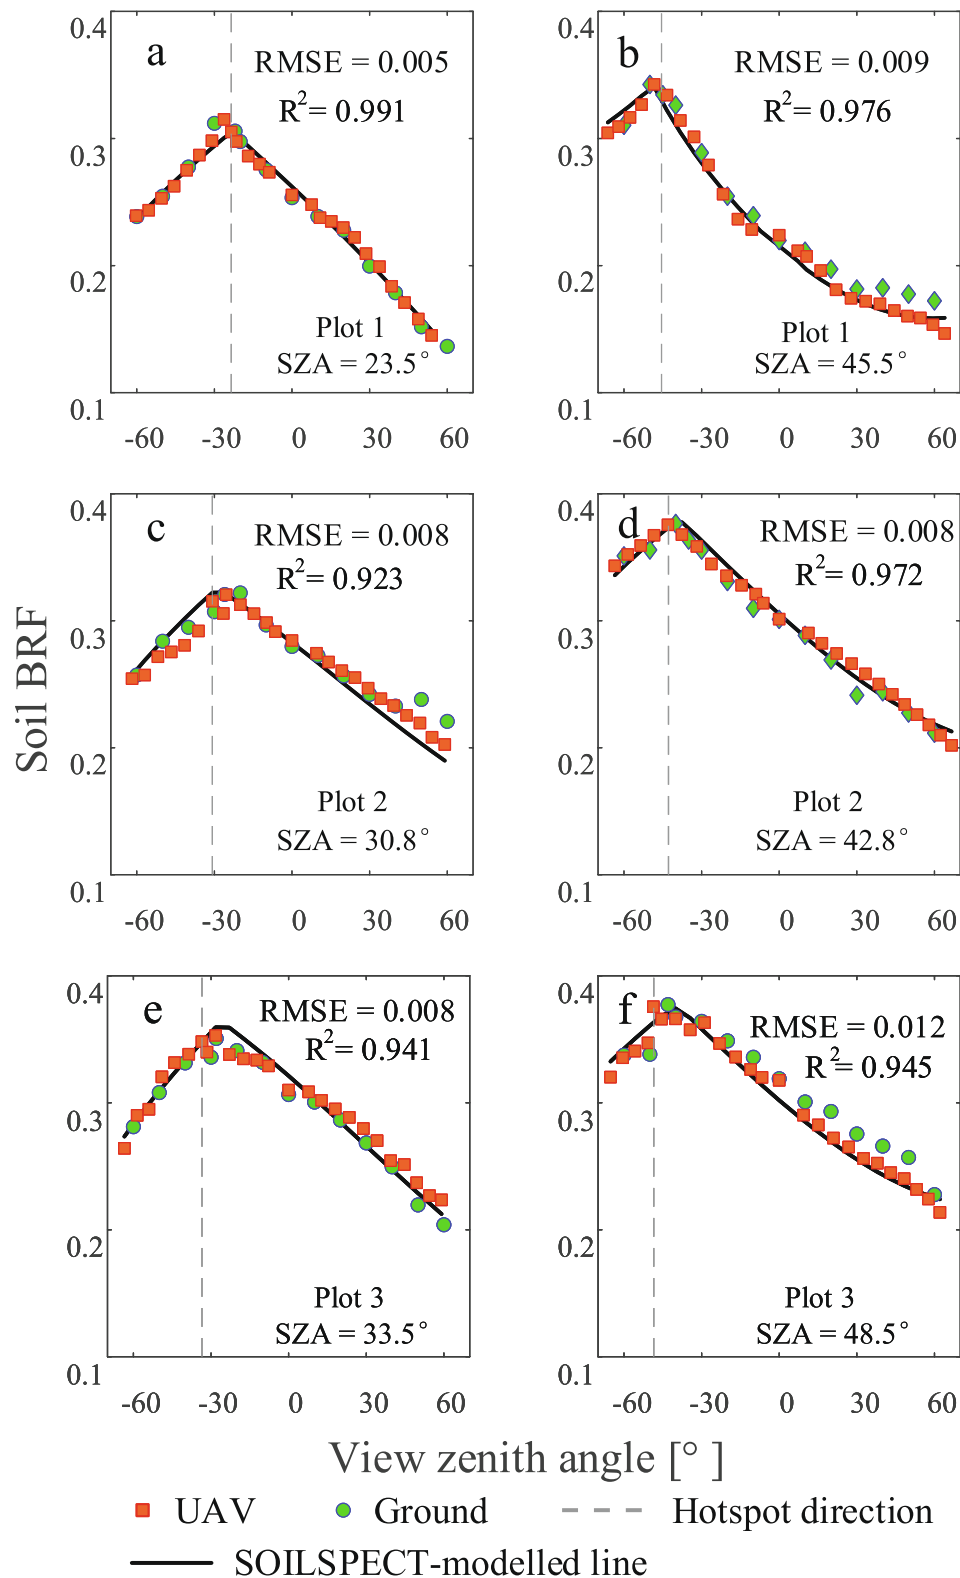 0.4
a
RMSE = 0.005
R²= 0.991
0.3
0.2
Plot 1
SZA = 23.5°
0.1
-60 -30 0 30 60
0.4
b
RMSE = 0.009
R²= 0.976
0.3
0.2
Plot 1
SZA = 45.5°
0.1
-60 -30 0 30 60
Soil BRF
0.4
c
RMSE = 0.008
R²= 0.923
0.3
0.2
Plot 2
SZA = 30.8°
0.1
-60 -30 0 30 60
0.4
d
RMSE = 0.008
R²= 0.972
0.3
0.2
Plot 2
SZA = 42.8°
0.1
-60 -30 0 30 60
0.4
e
RMSE = 0.008
R²= 0.941
0.3
0.2
Plot 3
SZA = 33.5°
0.1
-60 -30 0 30 60
0.4
f
RMSE = 0.012
R²= 0.945
0.3
0.2
Plot 3
SZA = 48.5°
0.1
-60 -30 0 30 60
View zenith angle [° ]
UAV Ground Hotspot direction
SOILSPECT-modelled line